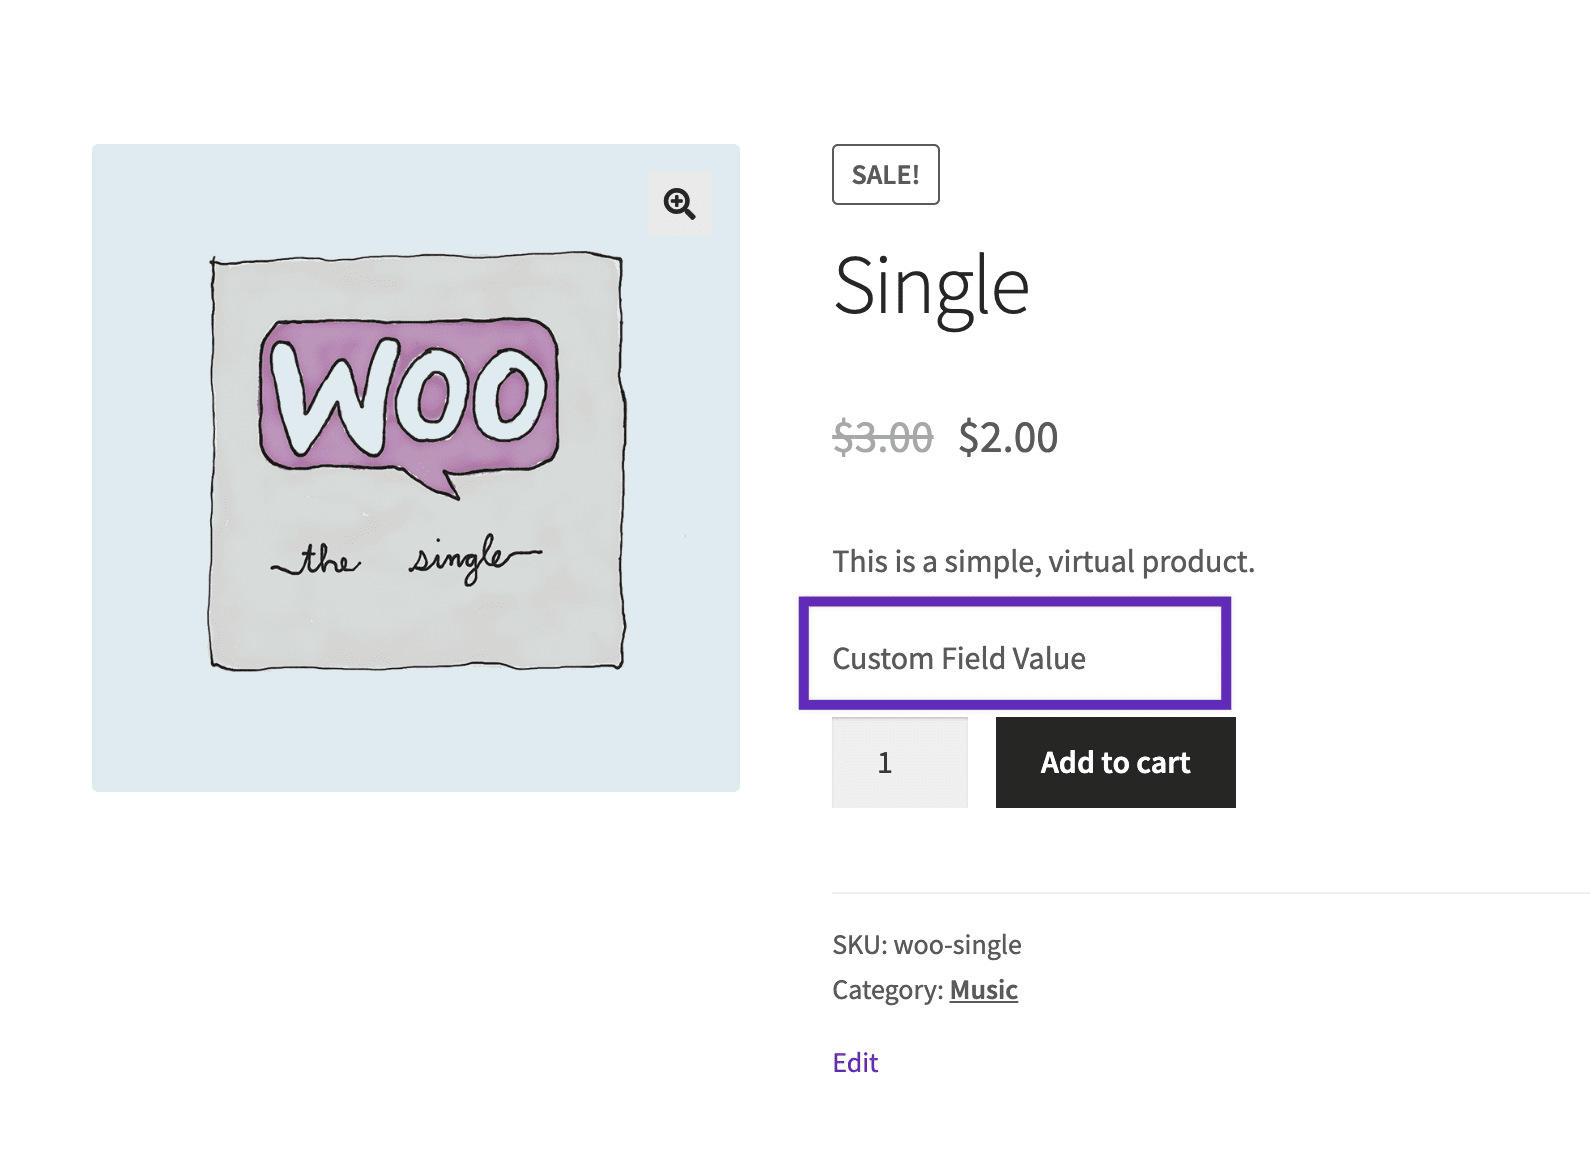 WOO
the single
SALE!
Single
$3.00 $2.00
This is a simple, virtual product.
Custom Field Value
1
Add to cart
SKU: woo-single
Category: Music
Edit